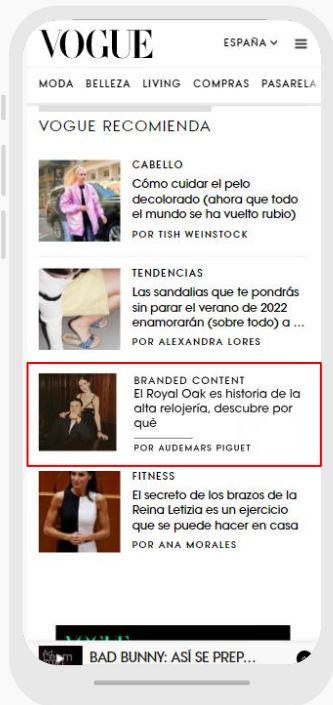 VOGUE
ESPAÑA
MODA BELLEZA LIVING COMPRAS PASARELA
VOGUE RECOMIENDA
CABELLO
Cómo cuidar el pelo
decolorado (ahora que todo
el mundo se ha vuelto rubio)
POR TISH WEINSTOCK
TENDENCIAS
Las sandalias que te pondrás
sin parar el verano de 2022
enamorarán (sobre todo) a ...
POR ALEXANDRA LORES
BRANDED CONTENT
El Royal Oak es historia de la
alta relojería, descubre por
qué
POR AUDEMARS PIGUET
FITNESS
El secreto de los brazos de la
Reina Letizia es un ejercicio
que se puede hacer en casa
POR ANA MORALES
VOGUE
BAD BUNNY: ASÍ SE PREP...